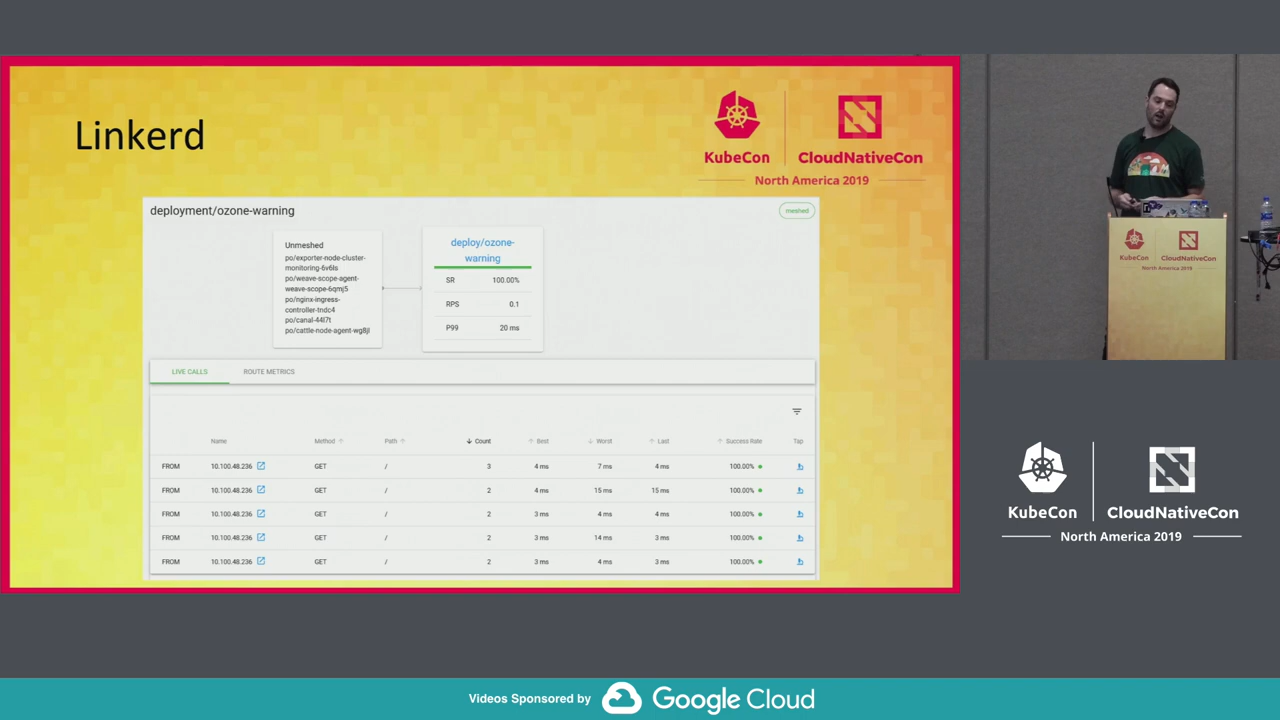 Linkerd
KubeCon
CloudNativeCon
North America 2019
deployment/ozone-warning
meshed
Unmeshed
po/exporter-node-cluster-
monitoring-6v6ls
po/weave-scope-agent-
weave-scope-6qmj5
po/nginx-ingress-
controller-tndc4
po/canal-44l7t
po/cattle-node-agent-wg8jl
deploy/ozone-
warning
SR 100.00%
RPS 0.1
P99 20 ms
LIVE CALLS ROUTE METRICS
Name Method Path Count Best Worst Last Success Rate Tap
FROM 10.100.48.236 GET / 3 4 ms 7 ms 4 ms 100.00%
FROM 10.100.48.236 GET / 2 4 ms 15 ms 15 ms 100.00%
FROM 10.100.48.236 GET / 2 3 ms 4 ms 4 ms 100.00%
FROM 10.100.48.236 GET / 2 3 ms 14 ms 3 ms 100.00%
FROM 10.100.48.236 GET / 2 3 ms 4 ms 3 ms 100.00%
KubeCon CloudNativeCon
North America 2019
KubeCon CloudNativeCon
North America 2019
Videos Sponsored by Google Cloud